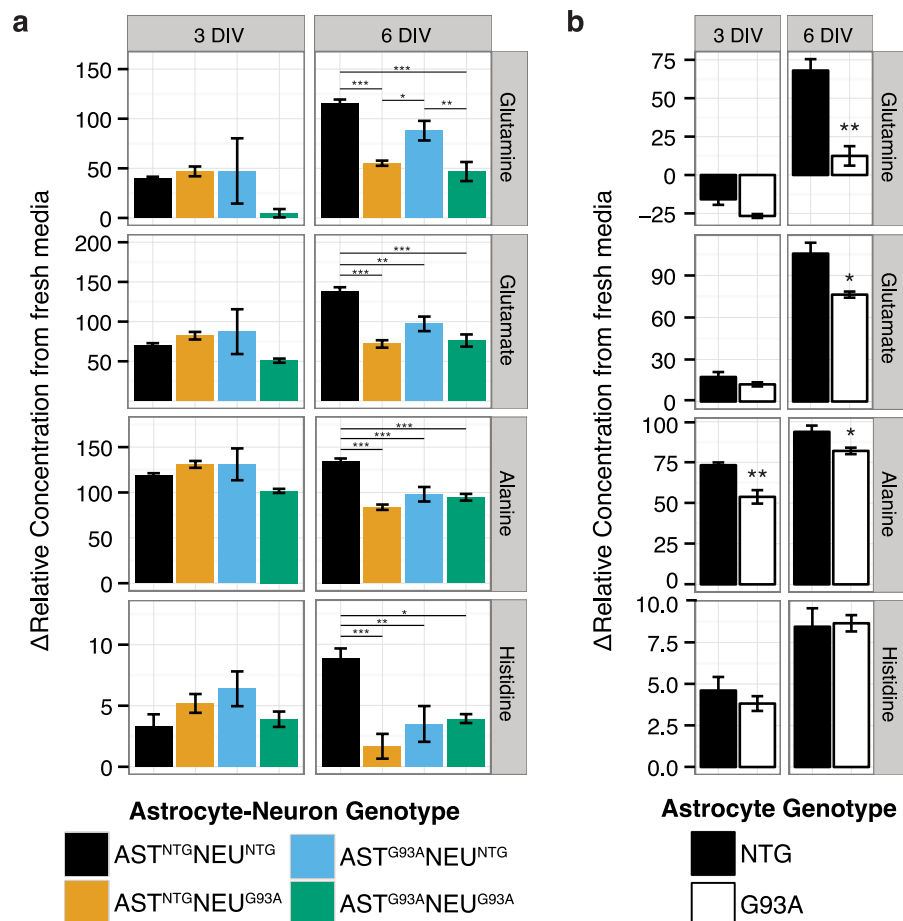 a
3 DIV
6 DIV
ΔRelative Concentration from fresh media
150
100
50
0
***
***
*
**
Glutamine
200
150
100
50
***
**
***
Glutamate
150
100
50
0
***
***
***
Alanine
10
5
0
*
**
***
Histidine
Astrocyte-Neuron Genotype
AST^NTG NEU^NTG
AST^G93A NEU^NTG
AST^NTG NEU^G93A
AST^G93A NEU^G93A
b
3 DIV
6 DIV
ΔRelative Concentration from fresh media
75
50
25
0
−25
**
Glutamine
90
60
30
0
*
Glutamate
100
75
50
25
0
**
*
Alanine
10.0
7.5
5.0
2.5
0.0
Histidine
Astrocyte Genotype
NTG
G93A